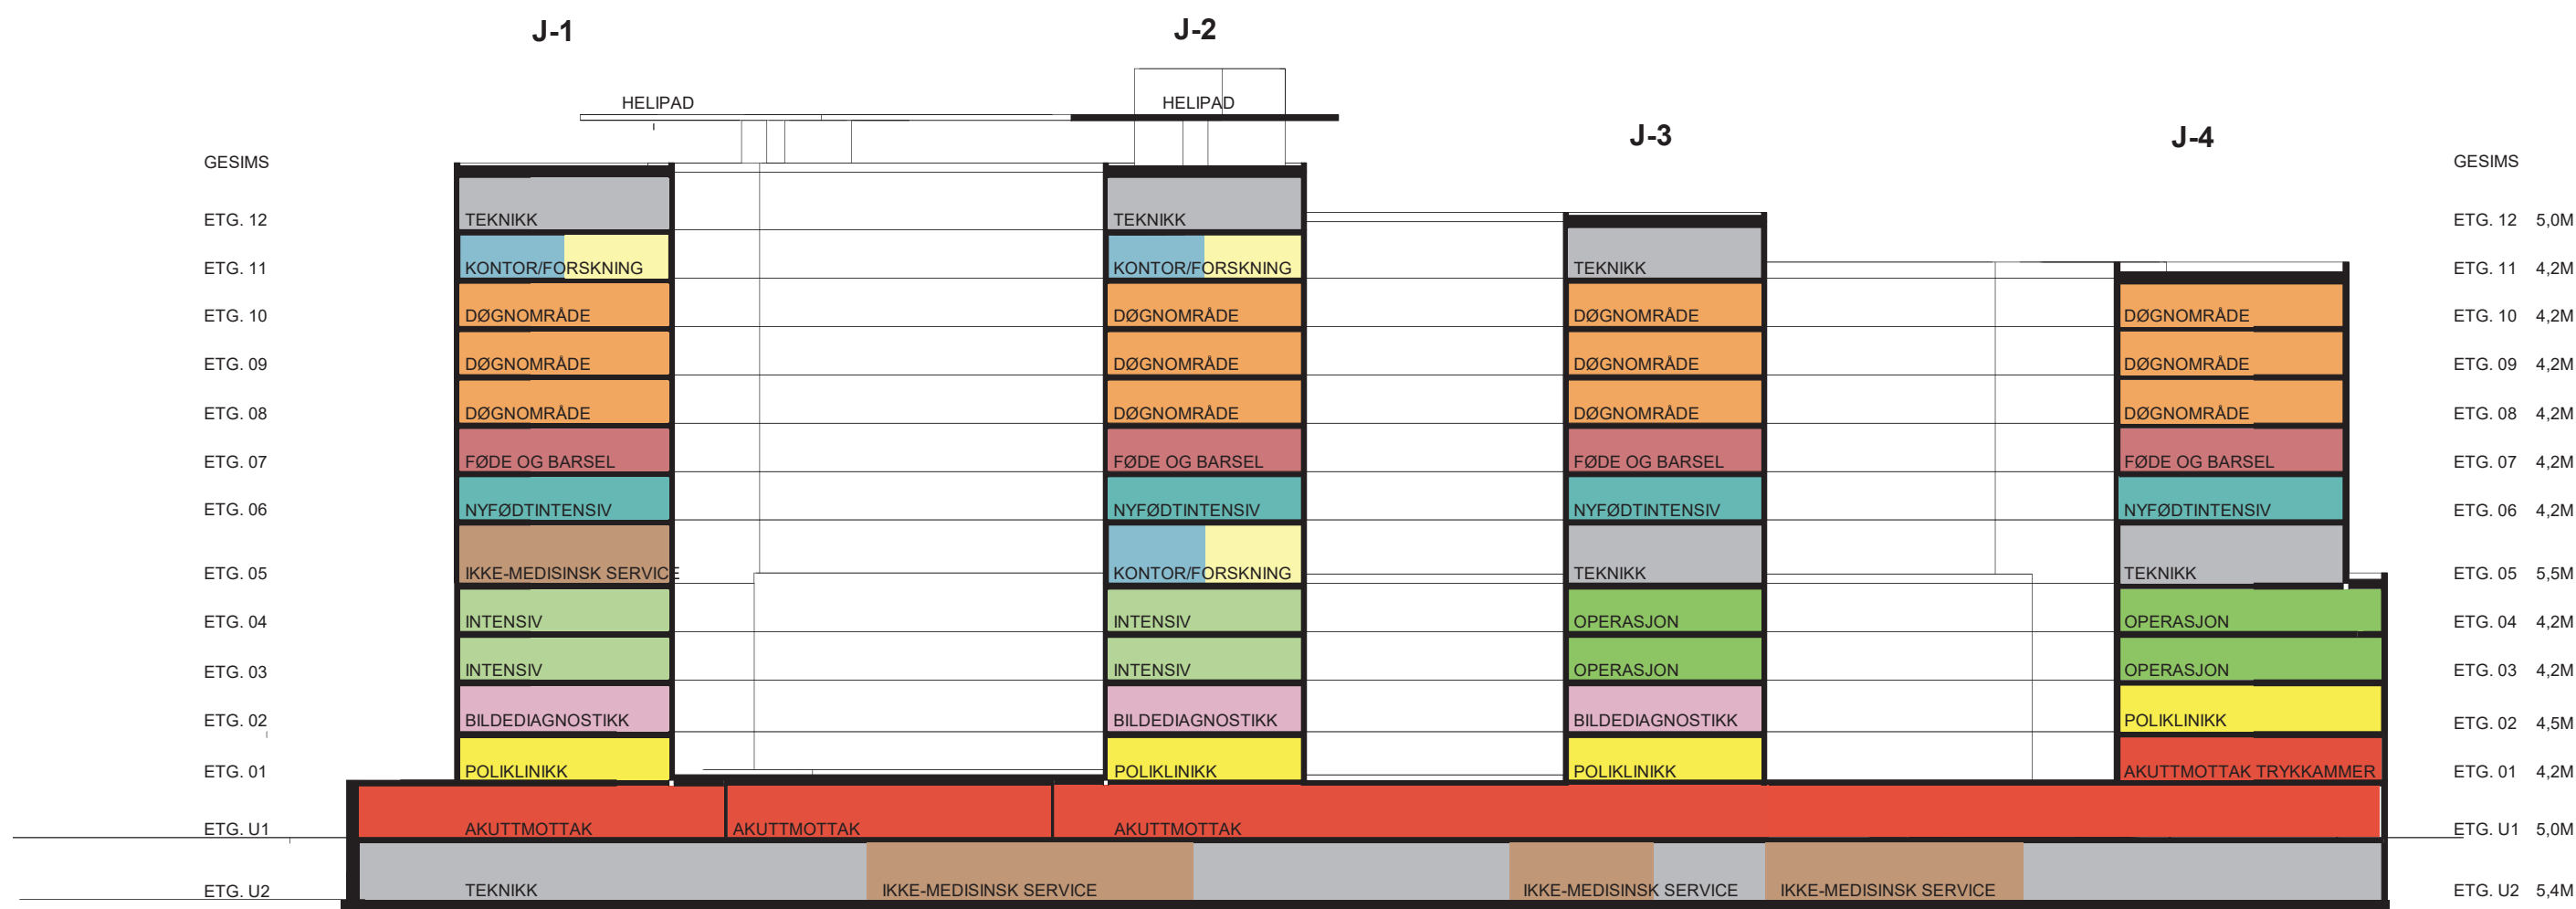 J-1 J-2
HELIPAD HELIPAD
J-3 J-4
GESIMS GESIMS
ETG. 12 TEKNIKK TEKNIKK ETG. 12 5,0M
ETG. 11 KONTOR/FORSKNING KONTOR/FORSKNING TEKNIKK ETG. 11 4,2M
ETG. 10 DØGNOMRÅDE DØGNOMRÅDE DØGNOMRÅDE DØGNOMRÅDE ETG. 10 4,2M
ETG. 09 DØGNOMRÅDE DØGNOMRÅDE DØGNOMRÅDE DØGNOMRÅDE ETG. 09 4,2M
ETG. 08 DØGNOMRÅDE DØGNOMRÅDE DØGNOMRÅDE DØGNOMRÅDE ETG. 08 4,2M
ETG. 07 FØDE OG BARSEL FØDE OG BARSEL FØDE OG BARSEL FØDE OG BARSEL ETG. 07 4,2M
ETG. 06 NYFØDTINTENSIV NYFØDTINTENSIV NYFØDTINTENSIV NYFØDTINTENSIV ETG. 06 4,2M
ETG. 05 IKKE-MEDISINSK SERVICE KONTOR/FORSKNING TEKNIKK TEKNIKK ETG. 05 5,5M
ETG. 04 INTENSIV INTENSIV OPERASJON OPERASJON ETG. 04 4,2M
ETG. 03 INTENSIV INTENSIV OPERASJON OPERASJON ETG. 03 4,2M
ETG. 02 BILDEDIAGNOSTIKK BILDEDIAGNOSTIKK BILDEDIAGNOSTIKK POLIKLINIKK ETG. 02 4,5M
ETG. 01 POLIKLINIKK POLIKLINIKK POLIKLINIKK AKUTTMOTTAK TRYKKAMMER ETG. 01 4,2M
ETG. U1 AKUTTMOTTAK AKUTTMOTTAK AKUTTMOTTAK ETG. U1 5,0M
ETG. U2 TEKNIKK IKKE-MEDISINSK SERVICE IKKE-MEDISINSK SERVICE IKKE-MEDISINSK SERVICE ETG. U2 5,4M